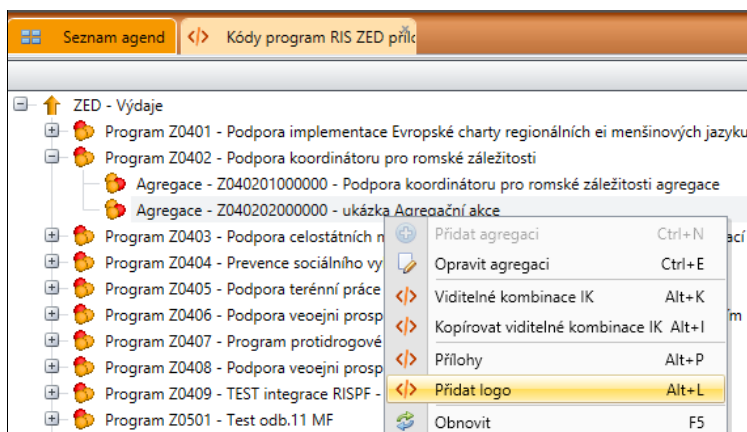 Seznam agend
</> Kódy program RIS ZED přílo
ZED - Výdaje
Program Z0401 - Podpora implementace Evropské charty regionálních ei menšinových jazyku
Program Z0402 - Podpora koordinátoru pro romské záležitosti
Agregace - Z040201000000 - Podpora koordinátoru pro romské záležitosti agregace
Agregace - Z040202000000 - ukázka Agregační akce
Program Z0403 - Podpora celostátních
Přidat agregaci Ctrl+N
ací
Program Z0404 - Prevence sociálního vy
Opravit agregaci Ctrl+E
Program Z0405 - Podpora terénní práce
</> Viditelné kombinace IK Alt+K
Program Z0406 - Podpora veoejni prosp
</> Kopírovat viditelné kombinace IK Alt+I
ím
Program Z0407 - Program protidrogové
</> Přílohy Alt+P
Program Z0408 - Podpora veoejni prosp
</> Přidat logo Alt+L
Program Z0409 - TEST integrace RISPF -
Obnovit F5
Program Z0501 - Test odb.11 MF